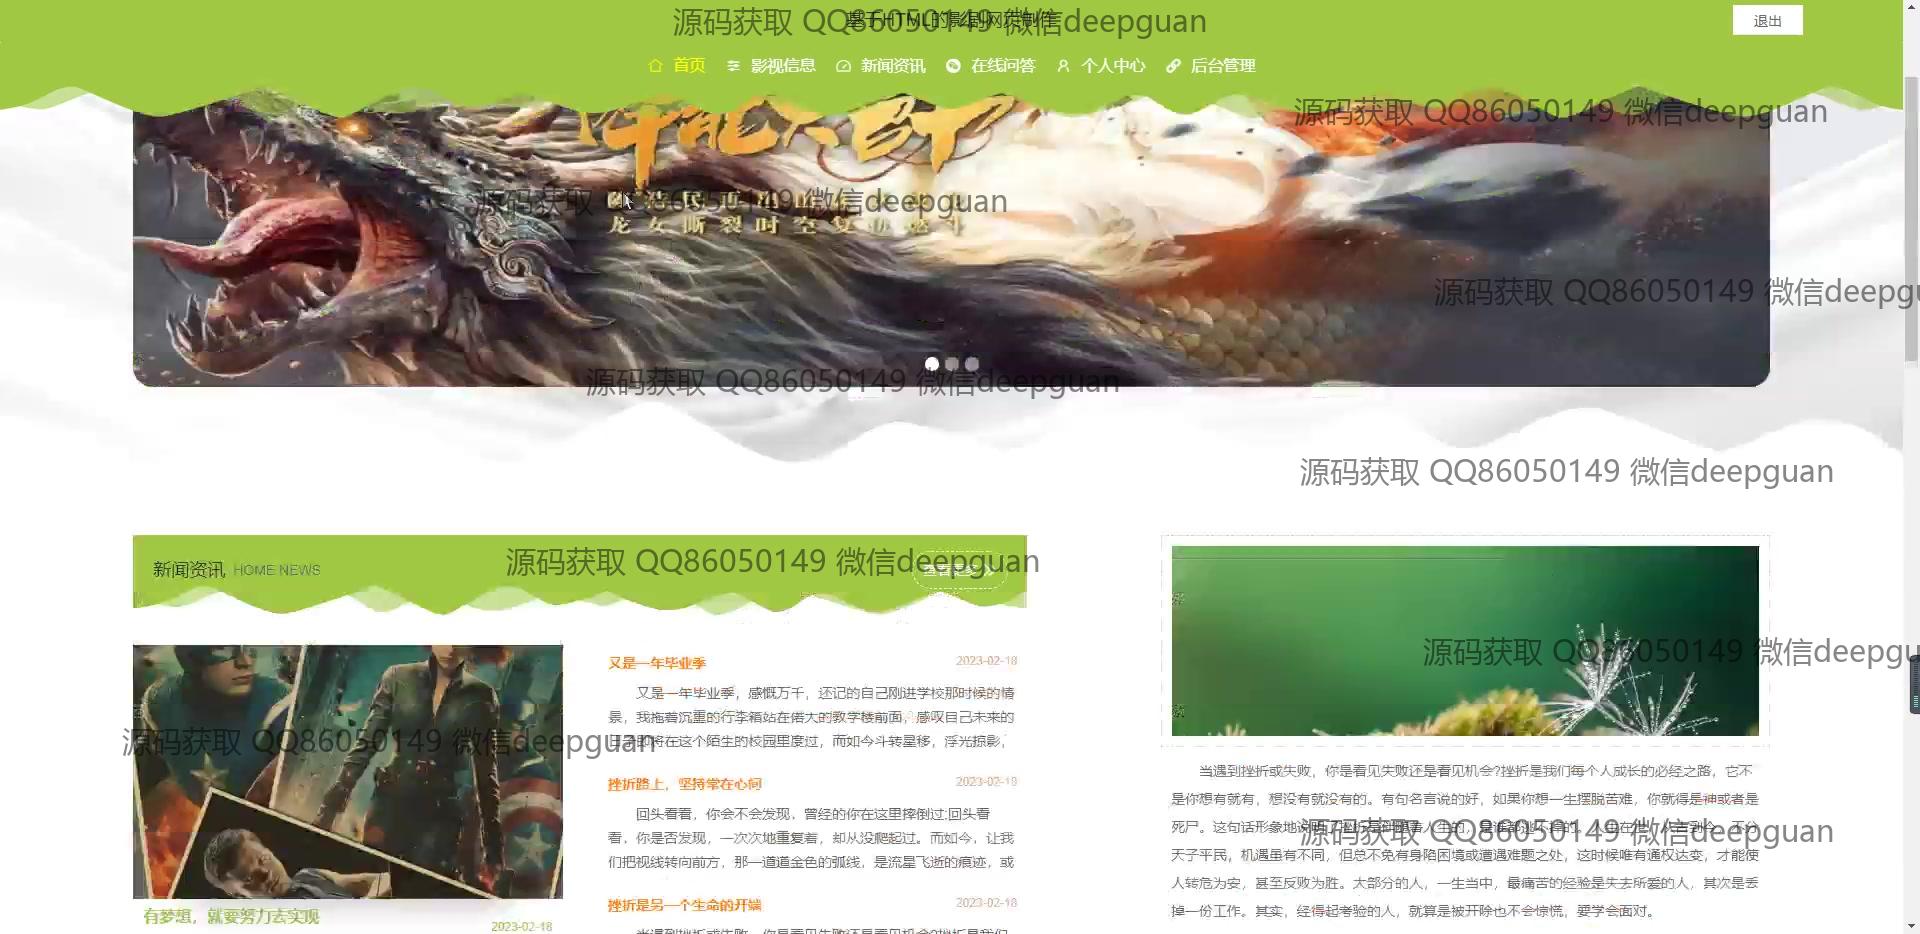 源码获取 QQ86050149 微信deepguan
基于HTML的影剧网页制作
退出
首页 影视信息 新闻资讯 在线问答 个人中心 后台管理
源码获取 QQ86050149 微信deepguan
源码获取 QQ86050149 微信deepguan
龙女撕裂时空
源码获取 QQ86050149 微信deepgu
源码获取 QQ86050149 微信deepguan
源码获取 QQ86050149 微信deepguan
新闻资讯 HOME NEWS
源码获取 QQ86050149 微信deepguan
又是一年毕业季 2023-02-18
又是一年毕业季，感慨万千，还记的自己刚进学校那时候的情
景，我拖着沉重的行李箱站在偌大的教学楼前面，感叹自己未来的
即将在这个陌生的校园里度过，而如今斗转星移，浮光掠影，
源码获取 QQ86050149 微信deepgu
源码获取 QQ86050149 微信deepguan
挫折路上，坚持常在心间 2023-02-18
回头看看，你会不会发现，曾经的你在这里摔倒过;回头看
看，你是否发现，一次次地重复着，却从没爬起过。而如今，让我
们把视线转向前方，那一道道金色的弧线，是流星飞逝的痕迹，或
挫折是另一个生命的开端 2023-02-18
当遇到挫折或失败，你是看见失败还是看见机会?挫折是我们
有梦想，就要努力去实现
2023-02-18
当遇到挫折或失败，你是看见失败还是看见机会?挫折是我们每个人成长的必经之路，它不
是你想有就有，想没有就没有的。有句名言说的好，如果你想一生摆脱苦难，你就得是神或者是
死尸。这句话形象地说
源码获取 QQ86050149 微信deepguan
天子平民，机遇虽有不同，但总不免有身陷困境或遭遇难题之处，这时候唯有通权达变，才能使
人转危为安，甚至反败为胜。大部分的人，一生当中，最痛苦的经验是失去所爱的人，其次是丢
掉一份工作。其实，经得起考验的人，就算是被开除也不会惊慌，要学会面对。